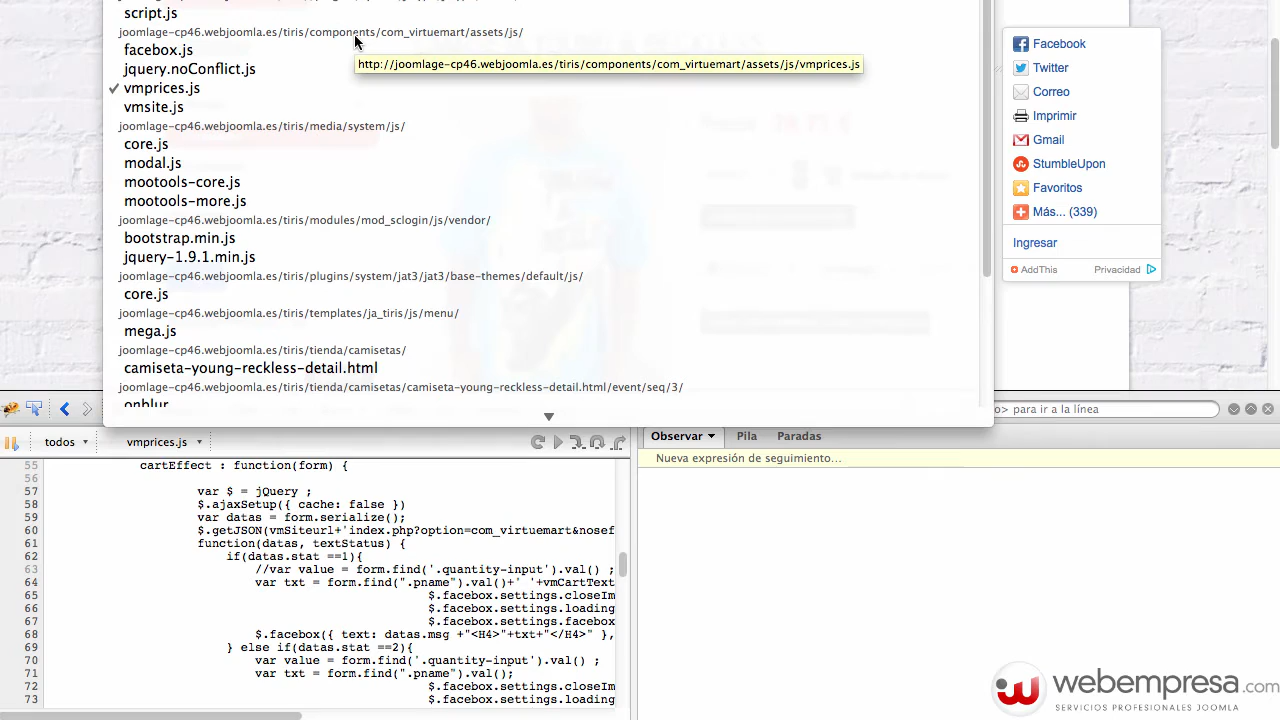 script.js
joomlage-cp46.webjoomla.es/tiris/components/com_virtuemart/assets/js/
facebox.js
http://joomlage-cp46.webjoomla.es/tiris/components/com_virtuemart/assets/js/vmprices.js
jquery.noConflict.js
vmprices.js
vmsite.js
joomlage-cp46.webjoomla.es/tiris/media/system/js/
core.js
modal.js
mootools-core.js
mootools-more.js
joomlage-cp46.webjoomla.es/tiris/modules/mod_sclogin/js/vendor/
bootstrap.min.js
jquery-1.9.1.min.js
joomlage-cp46.webjoomla.es/tiris/plugins/system/jat3/jat3/base-themes/default/js/
core.js
joomlage-cp46.webjoomla.es/tiris/templates/ja_tiris/js/menu/
mega.js
joomlage-cp46.webjoomla.es/tiris/tienda/camisetas/
camiseta-young-reckless-detail.html
joomlage-cp46.webjoomla.es/tiris/tienda/camisetas/camiseta-young-reckless-detail.html/event/seq/3/
onblur
Facebook
Twitter
Correo
Imprimir
Gmail
StumbleUpon
Favoritos
Más... (339)
Ingresar
AddThis Privacidad
o> para ir a la línea
todos vmprices.js
Observar Pila Paradas
Nueva expresión de seguimiento...
55 cartEffect : function(form) {
56
57 var $ = jQuery ;
58 $.ajaxSetup({ cache: false })
59 var datas = form.serialize();
60 $.getJSON(vmSiteurl+'index.php?option=com_virtuemart&nosef
61 function(datas, textStatus) {
62 if(datas.stat ==1){
63 //var value = form.find('.quantity-input').val() ;
64 var txt = form.find(".pname").val()+' '+vmCartText
65 $.facebox.settings.closeIm
66 $.facebox.settings.loading
67 $.facebox.settings.facebox
68 $.facebox({ text: datas.msg +"<H4>"+txt+"</H4>" },
69 } else if(datas.stat ==2){
70 var value = form.find('.quantity-input').val() ;
71 var txt = form.find(".pname").val();
72 $.facebox.settings.closeIm
73 $.facebox.settings.loading
webempresa.com
SERVICIOS PROFESIONALES JOOMLA